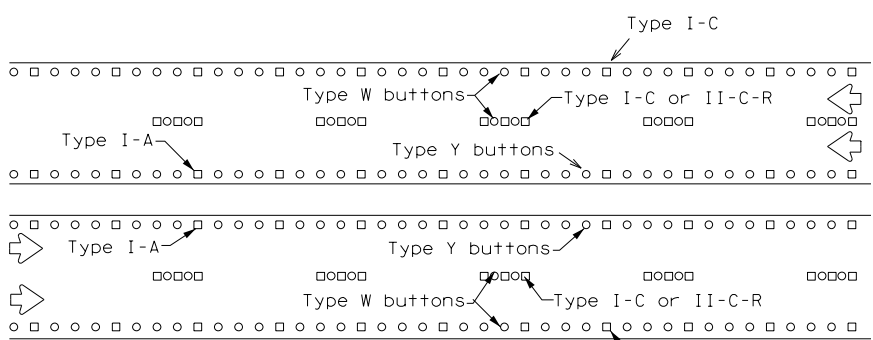 Type I-C
Type W buttons
Type I-C or II-C-R
Type I-A
Type Y buttons
Type I-A
Type Y buttons
Type W buttons
Type I-C or II-C-R